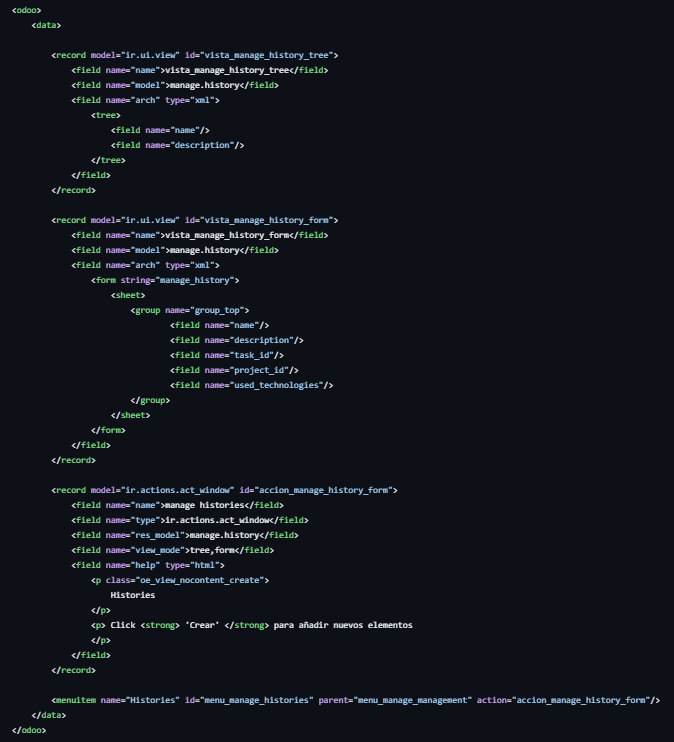 <odoo>
    <data>

        <record model="ir.ui.view" id="vista_manage_history_tree">
            <field name="name">vista_manage_history_tree</field>
            <field name="model">manage.history</field>
            <field name="arch" type="xml">
                <tree>
                    <field name="name"/>
                    <field name="description"/>
                </tree>
            </field>
        </record>

        <record model="ir.ui.view" id="vista_manage_history_form">
            <field name="name">vista_manage_history_form</field>
            <field name="model">manage.history</field>
            <field name="arch" type="xml">
                <form string="manage_history">
                    <sheet>
                        <group name="group_top">
                                <field name="name"/>
                                <field name="description"/>
                                <field name="task_id"/>
                                <field name="project_id"/>
                                <field name="used_technologies"/>
                        </group>
                    </sheet>
                </form>
            </field>
        </record>

        <record model="ir.actions.act_window" id="accion_manage_history_form">
            <field name="name">manage histories</field>
            <field name="type">ir.actions.act_window</field>
            <field name="res_model">manage.history</field>
            <field name="view_mode">tree,form</field>
            <field name="help" type="html">
                <p class="oe_view_nocontent_create">
                    Histories
                </p>
                <p> Click <strong> 'Crear' </strong> para añadir nuevos elementos
                </p>
            </field>
        </record>

        <menuitem name="Histories" id="menu_manage_histories" parent="menu_manage_management" action="accion_manage_history_form"/>
    </data>
</odoo>